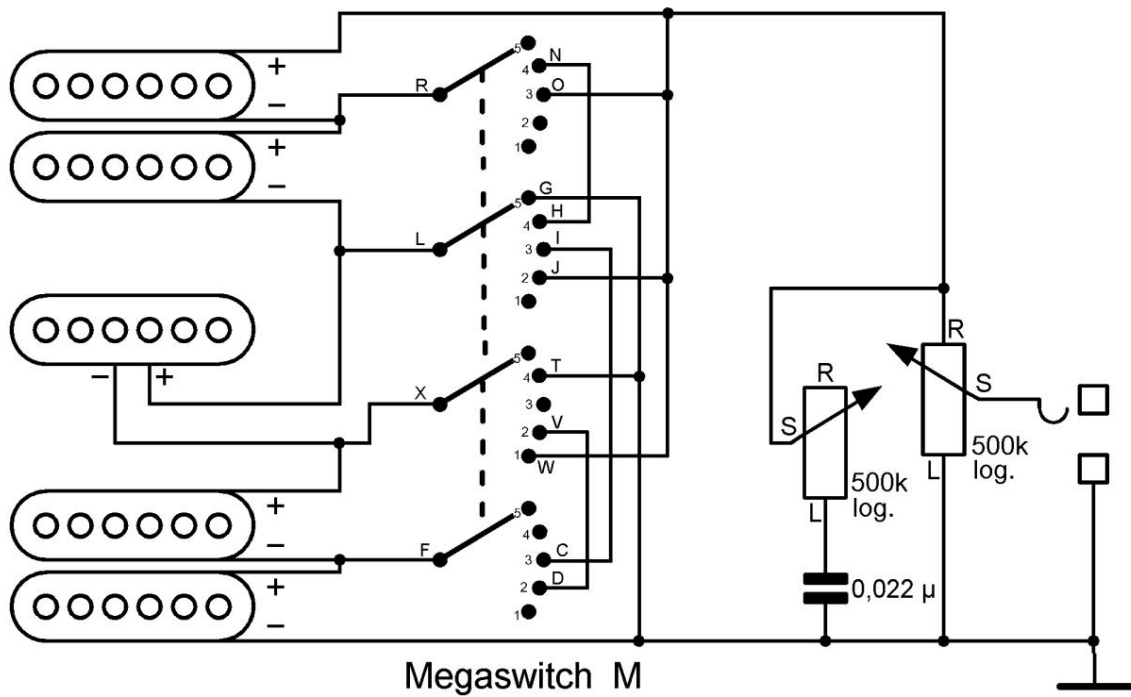 +
−
+
−
− +
+
−
+
−
R
5
4 N
3 O
2
1
L
5 G
4 H
3 I
2 J
1
X
5
4 T
3
2 V
1 W
F
5
4
3 C
2 D
1
R
S
L
500k
log.
R
S
L
500k
log.
0,022 µ
Megaswitch M